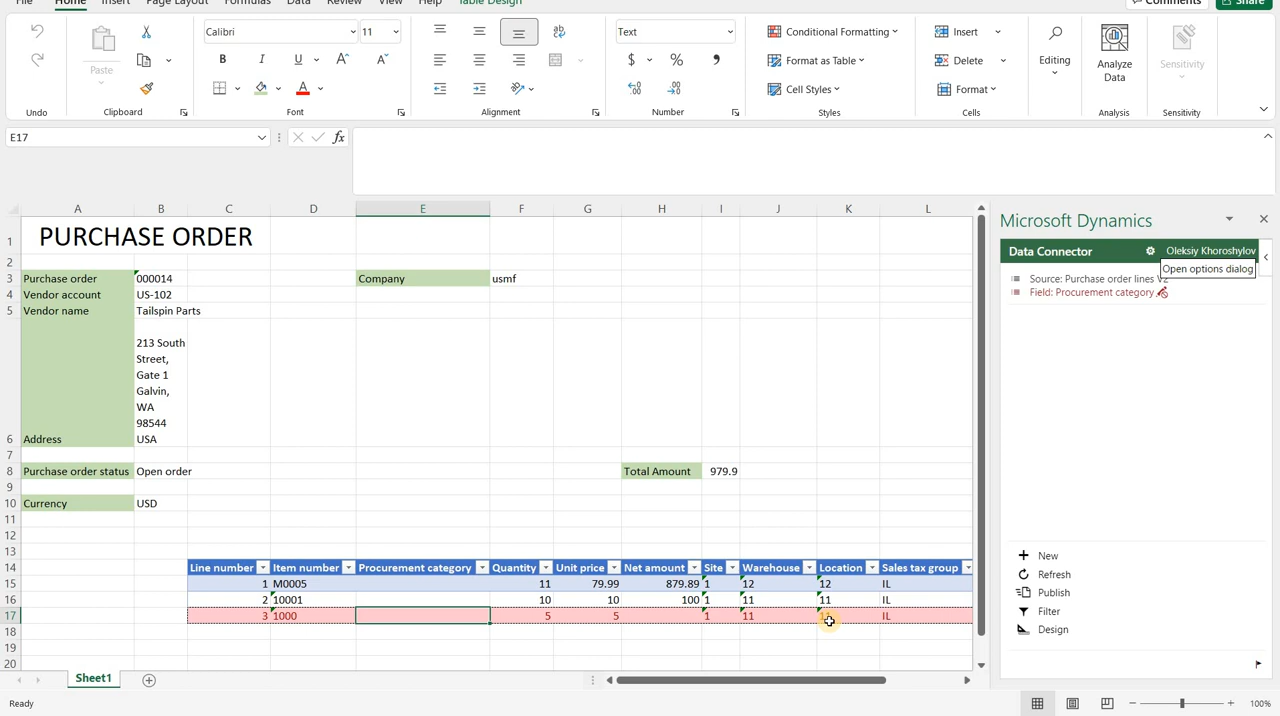 File Home Insert Page Layout Formulas Data Review View Help Table Design Comments Share
Calibri 11 Text Conditional Formatting Insert
Paste B I U A A $ % 9 Format as Table Delete Editing Analyze Data Sensitivity
A Cell Styles Format
Undo Clipboard Font Alignment Number Styles Cells Analysis Sensitivity
E17 fx
A B C D E F G H I J K L
1 PURCHASE ORDER
2
3 Purchase order 000014 Company usmf
4 Vendor account US-102
5 Vendor name Tailspin Parts
213 South
Street,
Gate 1
Galvin,
WA
98544
6 Address USA
7
8 Purchase order status Open order Total Amount 979.9
9
10 Currency USD
11
12
13
14 Line number Item number Procurement category Quantity Unit price Net amount Site Warehouse Location Sales tax group
15 1 M0005 11 79.99 879.89 1 12 12 IL
16 2 10001 10 10 100 1 11 11 IL
17 3 1000 5 5 1 11 11 IL
18
19
20
Sheet1
Ready 100%
Microsoft Dynamics
Data Connector Oleksiy Khoroshylov
Open options dialog
Source: Purchase order lines V2
Field: Procurement category
New
Refresh
Publish
Filter
Design